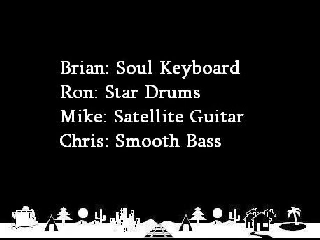 Brian: Soul Keyboard
Ron: Star Drums
Mike: Satellite Guitar
Chris: Smooth Bass